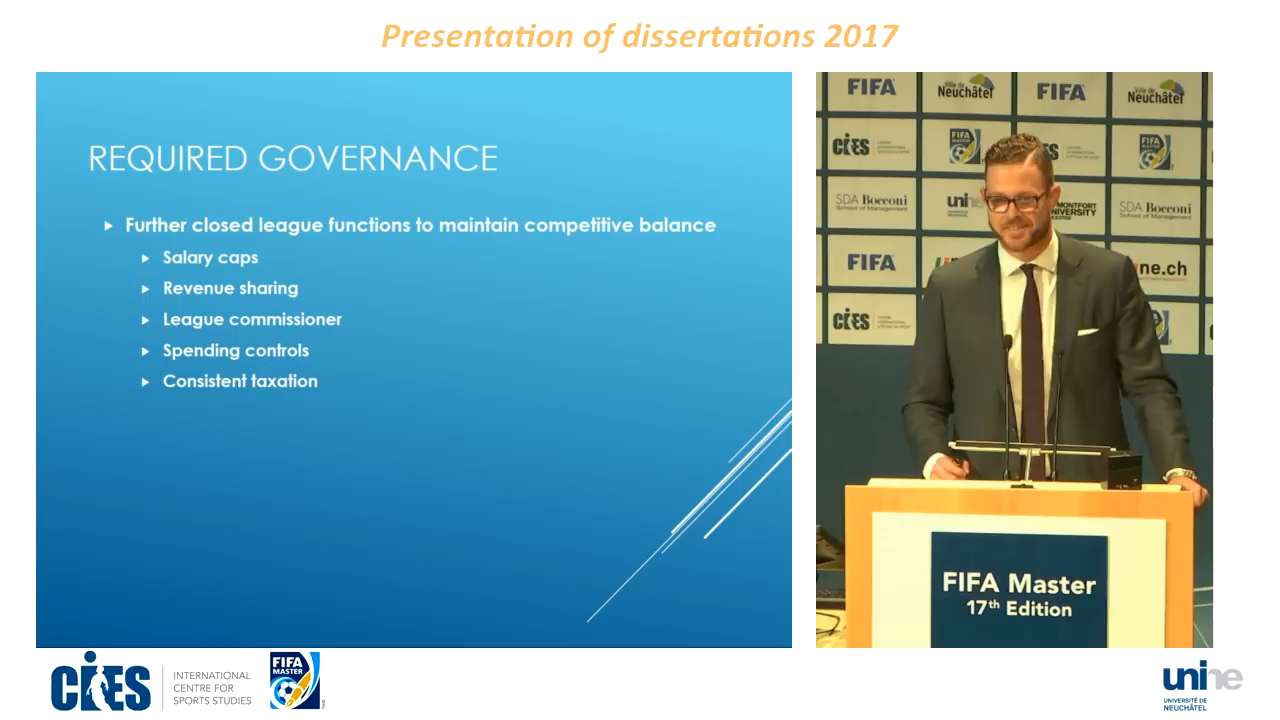 Presentation of dissertations 2017
REQUIRED GOVERNANCE
Further closed league functions to maintain competitive balance
Salary caps
Revenue sharing
League commissioner
Spending controls
Consistent taxation
FIFA
Ville de
Neuchâtel
FIFA
Ville de
Neuchâtel
CIES
FIFA
MASTER
ES
FIFA
MASTER
SDA Bocconi
School of Management
unine
MONTFORT
UNIVERSITY
SDA Bocconi
School of Management
FIFA
ne.ch
CIES
FIFA Master
17th Edition
CIES
INTERNATIONAL
CENTRE FOR
SPORTS STUDIES
FIFA
MASTER
unine
UNIVERSITÉ DE
NEUCHÂTEL